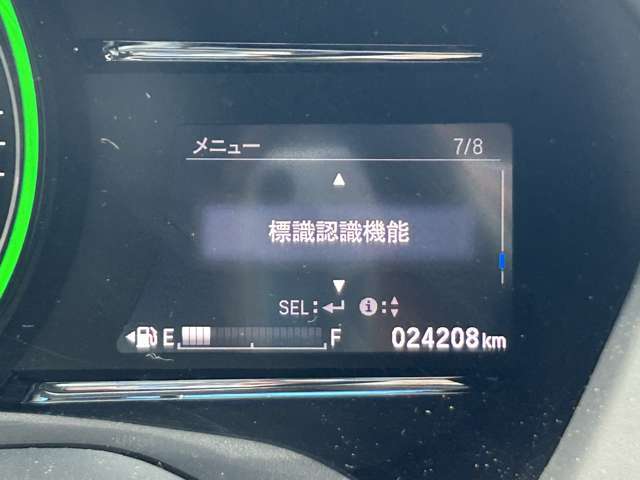 メニュー 7/8
標識認識機能
SEL:
i:
E F 024208km